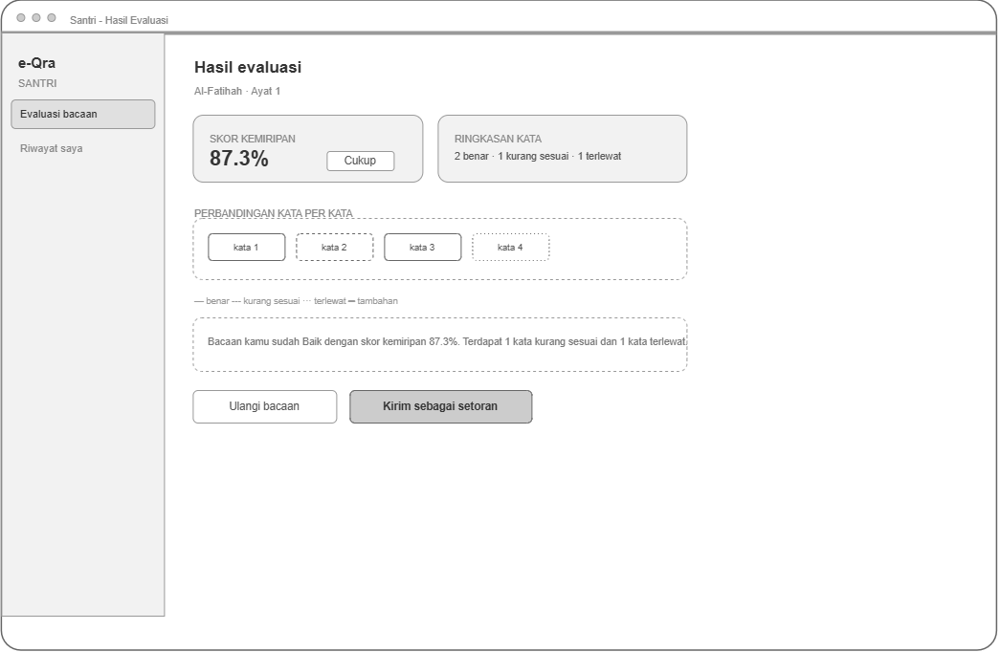 Santri - Hasil Evaluasi
e-Qra
SANTRI
Evaluasi bacaan
Riwayat saya
Hasil evaluasi
Al-Fatihah · Ayat 1
SKOR KEMIRIPAN
87.3%
Cukup
RINGKASAN KATA
2 benar · 1 kurang sesuai · 1 terlewat
PERBANDINGAN KATA PER KATA
kata 1
kata 2
kata 3
kata 4
— benar --- kurang sesuai ··· terlewat ━ tambahan
Bacaan kamu sudah Baik dengan skor kemiripan 87.3%. Terdapat 1 kata kurang sesuai dan 1 kata terlewat.
Ulangi bacaan
Kirim sebagai setoran